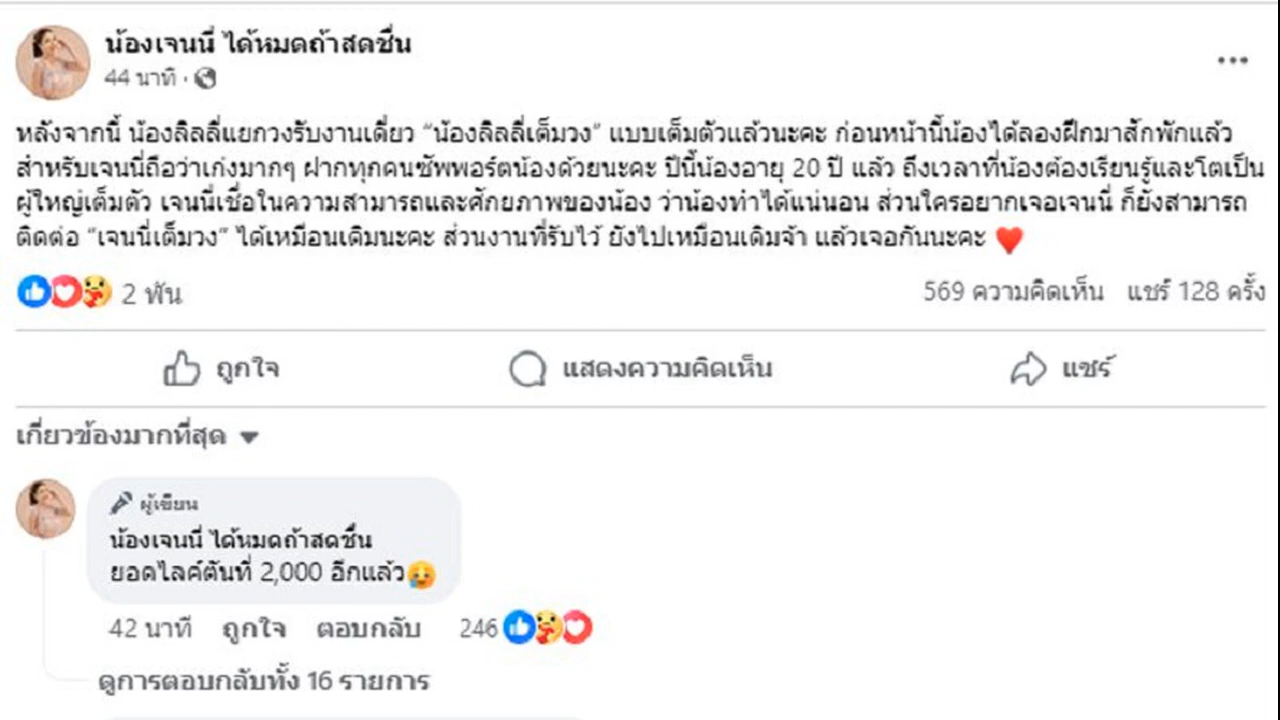 น้องเจนนี่ ได้หมดถ้าสดชื่น
44 นาที ·
หลังจากนี้ น้องลิลลี่แยกวงรับงานเดี่ยว “น้องลิลลี่เต็มวง” แบบเต็มตัวแล้วนะคะ ก่อนหน้านี้น้องได้ลองฝึกมาสักพักแล้ว
สำหรับเจนนี่ถือว่าเก่งมากๆ ฝากทุกคนซัพพอร์ตน้องด้วยนะคะ ปีนี้น้องอายุ 20 ปี แล้ว ถึงเวลาที่น้องต้องเรียนรู้และโตเป็น
ผู้ใหญ่เต็มตัว เจนนี่เชื่อในความสามารถและศักยภาพของน้อง ว่าน้องทำได้แน่นอน ส่วนใครอยากเจอเจนนี่ ก็ยังสามารถ
ติดต่อ “เจนนี่เต็มวง” ได้เหมือนเดิมนะคะ ส่วนงานที่รับไว้ ยังไปเหมือนเดิมจ้า แล้วเจอกันนะคะ ❤️
2 พัน 569 ความคิดเห็น แชร์ 128 ครั้ง
ถูกใจ แสดงความคิดเห็น แชร์
เกี่ยวข้องมากที่สุด
ผู้เขียน
น้องเจนนี่ ได้หมดถ้าสดชื่น
ยอดไลค์ตันที่ 2,000 อีกแล้ว🥲
42 นาที ถูกใจ ตอบกลับ 246
ดูการตอบกลับทั้ง 16 รายการ